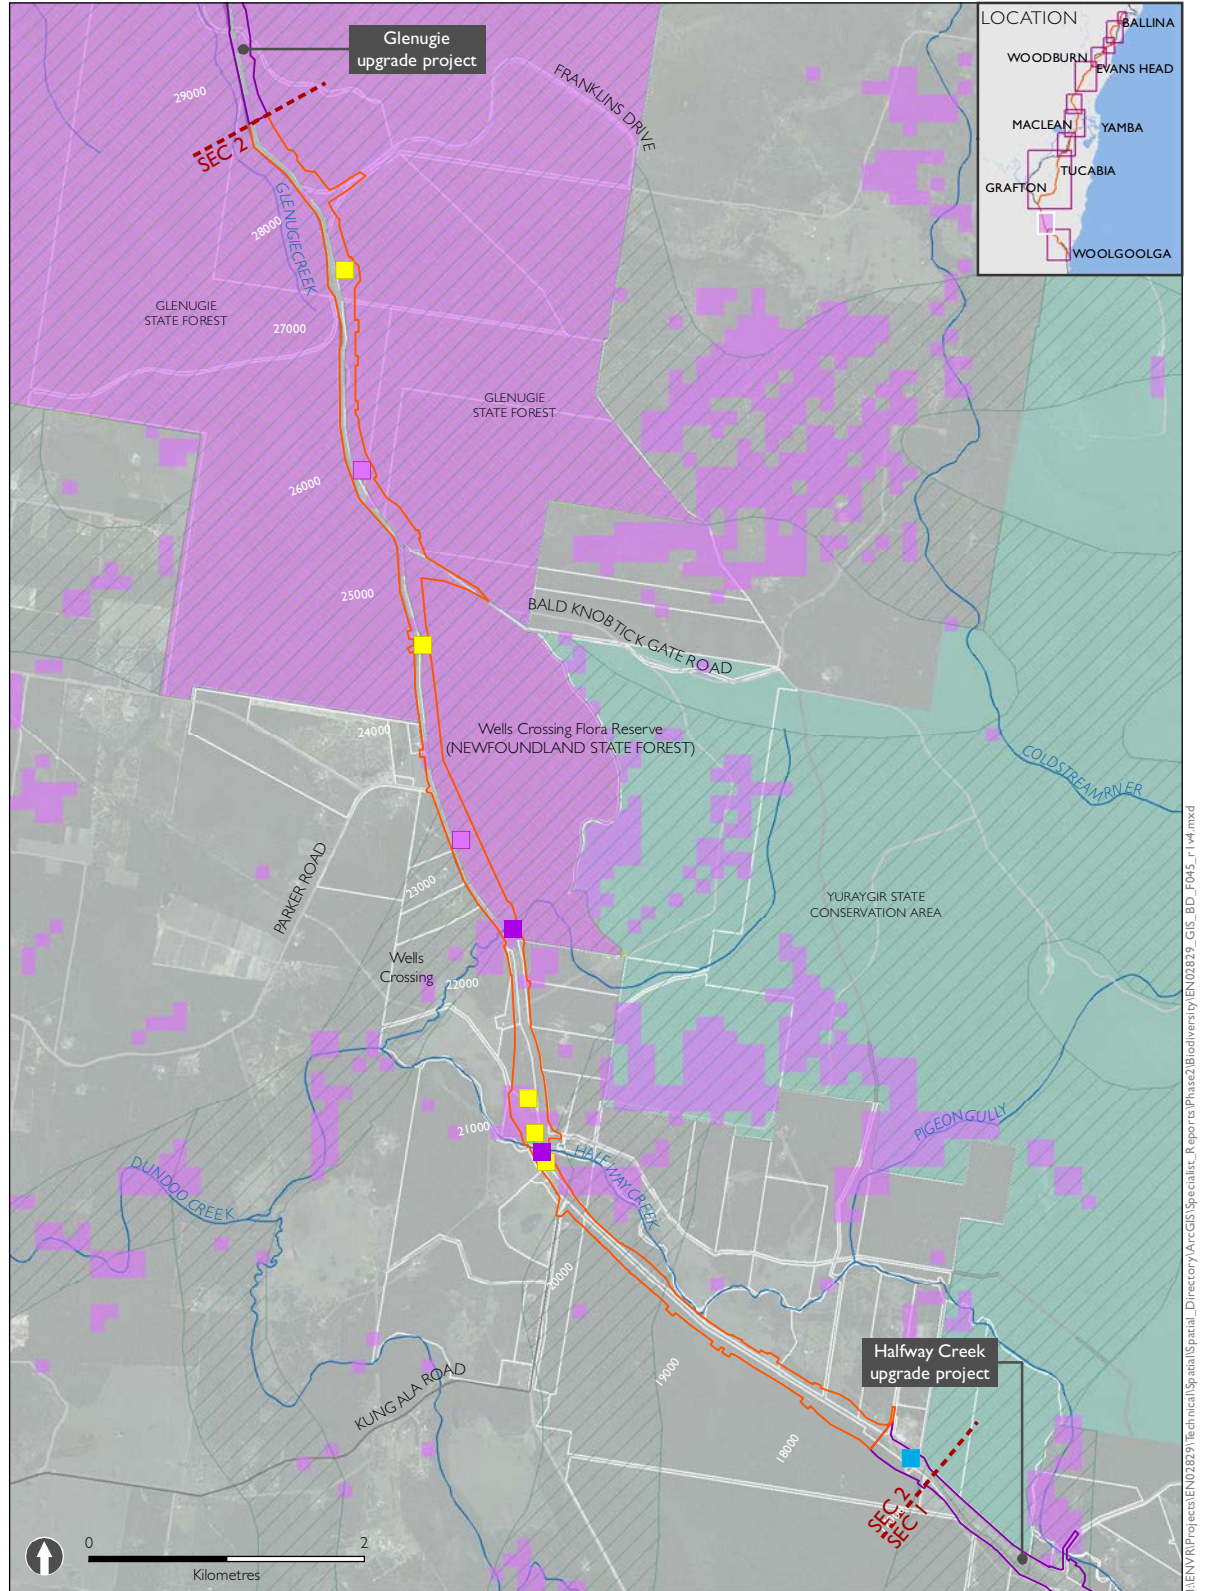 Glenugie
upgrade project
LOCATION
BALLINA
WOODBURN
EVANS HEAD
MACLEAN
YAMBA
TUCABIA
GRAFTON
WOOLGOOLGA
29000
FRANKLINS DRIVE
SEC 2
GLENUGIE CREEK
28000
GLENUGIE
STATE FOREST
27000
GLENUGIE
STATE FOREST
26000
25000
BALD KNOB TICK GATE ROAD
24000
Wells Crossing Flora Reserve
(NEWFOUNDLAND STATE FOREST)
COLDSTREAM RIVER
PARKER ROAD
23000
YURAYGIR STATE
CONSERVATION AREA
Wells
Crossing
22000
21000
PIGEON GULLY
HALFWAY CREEK
DUNDOO CREEK
20000
Halfway Creek
upgrade project
19000
KUNGALA ROAD
18000
SEC 2
SEC 1
0
2
Kilometres
I:\ENVR\Projects\EN02829\Technical\Spatial\Spatial_Directory\ArcGIS\Specialist_Reports\Phase2\Biodiversity\EN02829_GIS_BD_F045_r1v4.mxd